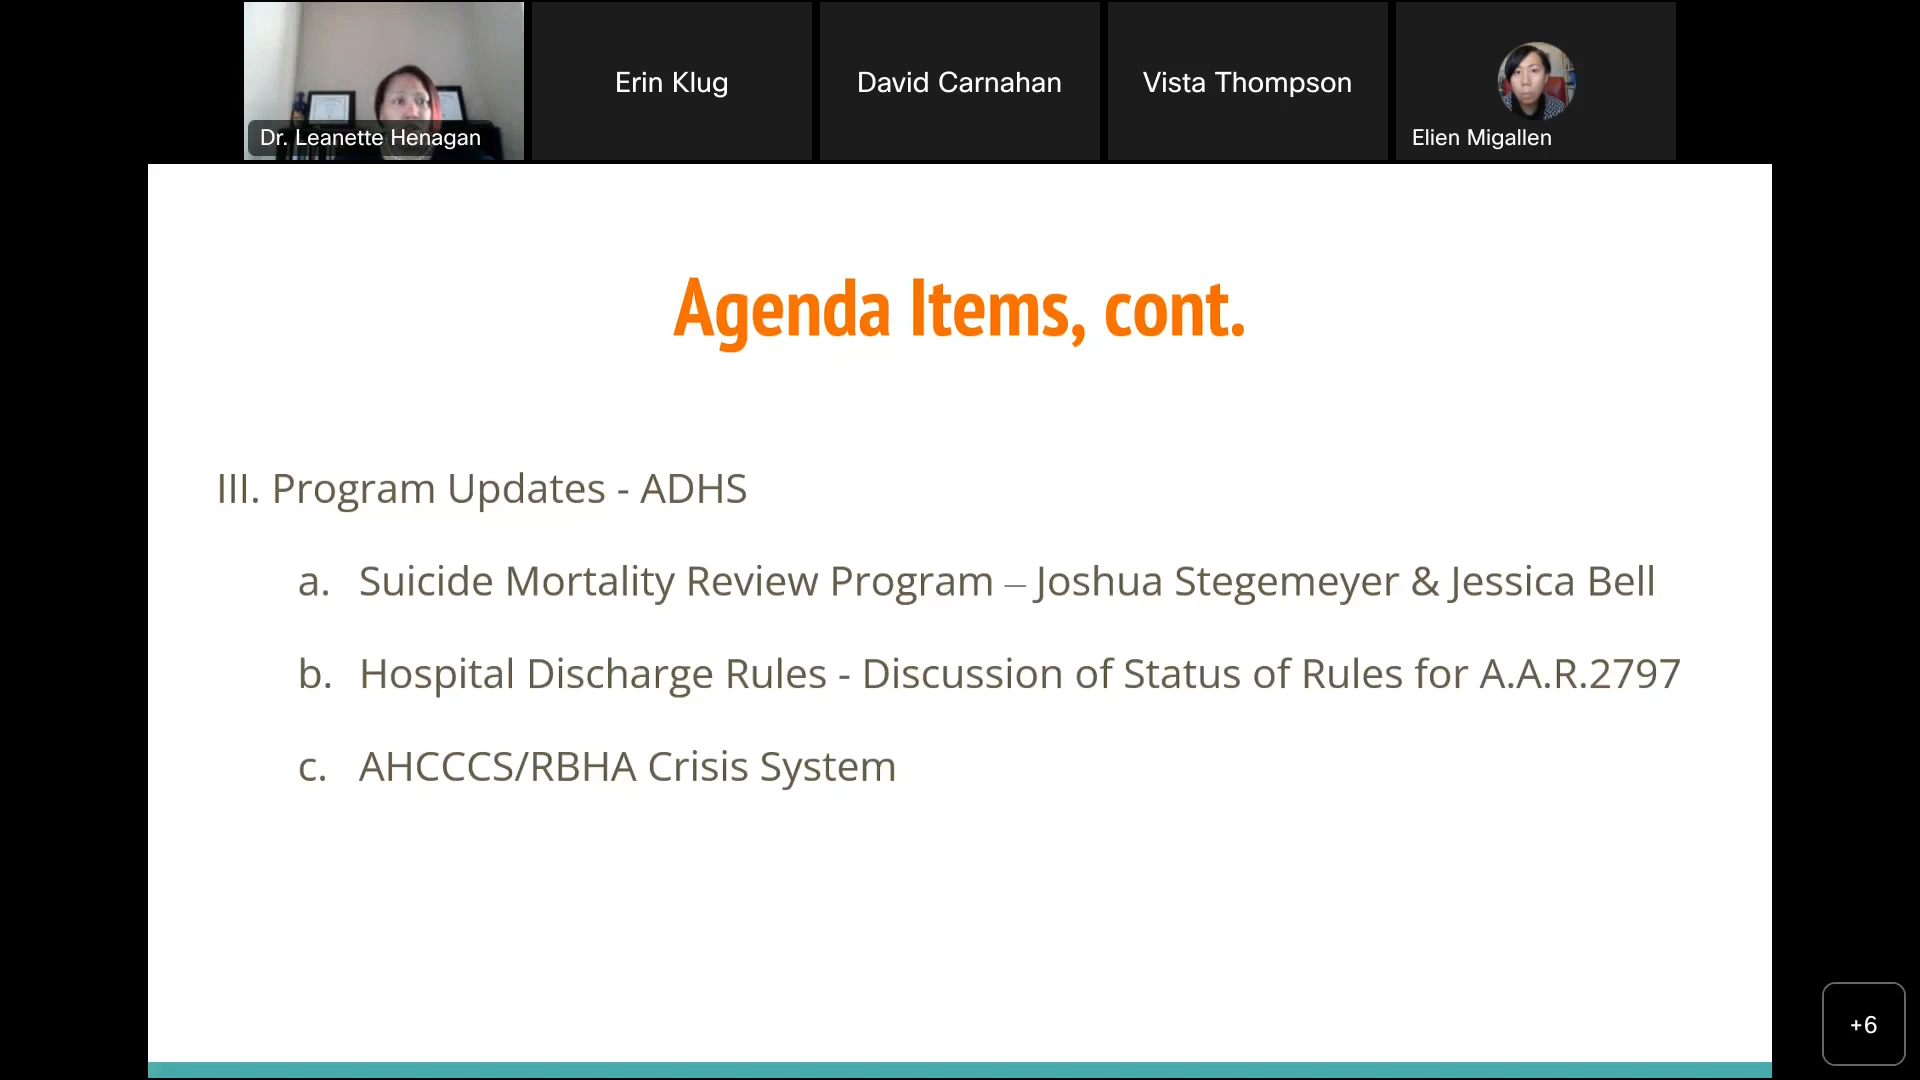 Dr. Leanette Henagan
Erin Klug
David Carnahan
Vista Thompson
Elien Migallen
Agenda Items, cont.
III. Program Updates - ADHS
a. Suicide Mortality Review Program – Joshua Stegemeyer & Jessica Bell
b. Hospital Discharge Rules - Discussion of Status of Rules for A.A.R.2797
c. AHCCCS/RBHA Crisis System
+6